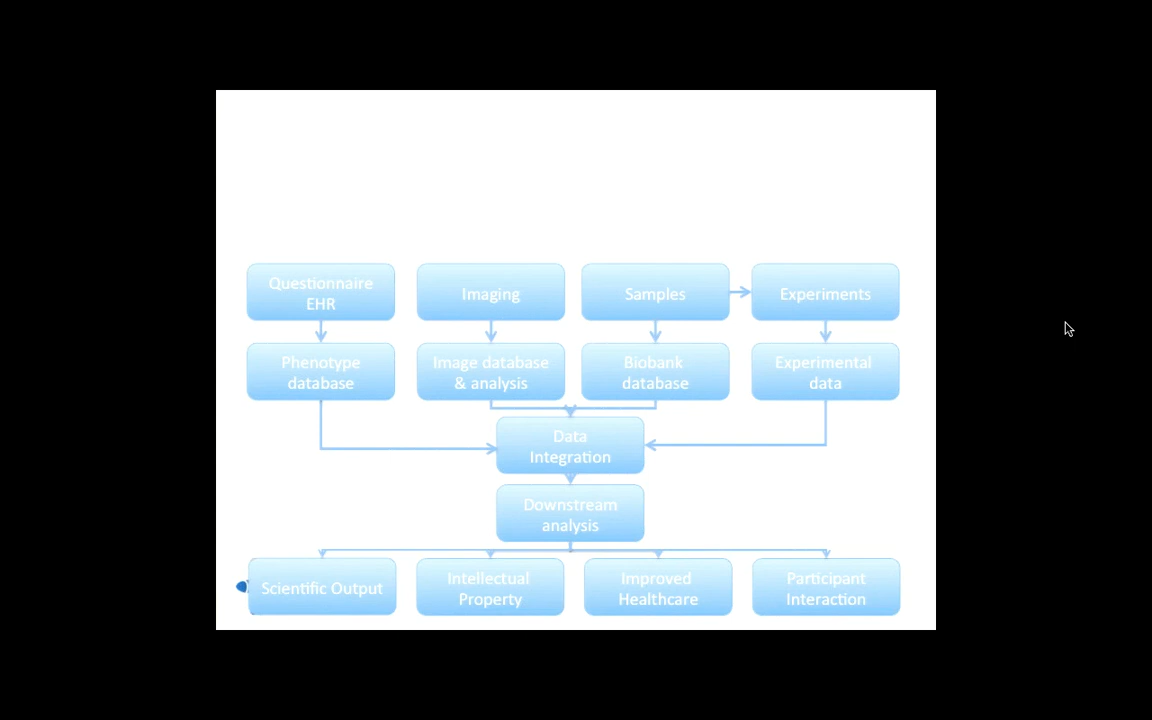 Questionnaire
EHR
Imaging
Samples
Experiments
Phenotype
database
Image database
& analysis
Biobank
database
Experimental
data
Data
Integration
Downstream
analysis
Scientific Output
Intellectual
Property
Improved
Healthcare
Participant
Interaction